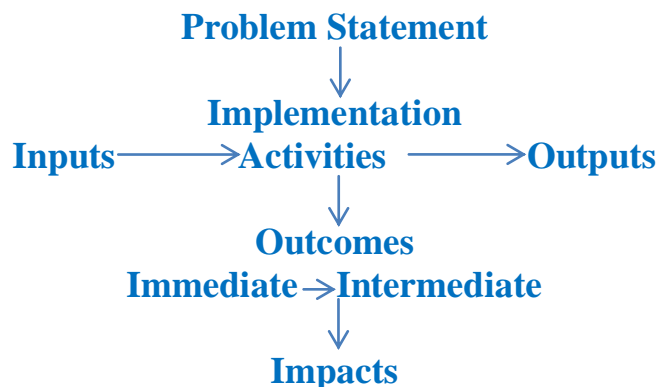 Problem Statement
Implementation
Inputs Activities Outputs
Outcomes
Immediate Intermediate
Impacts